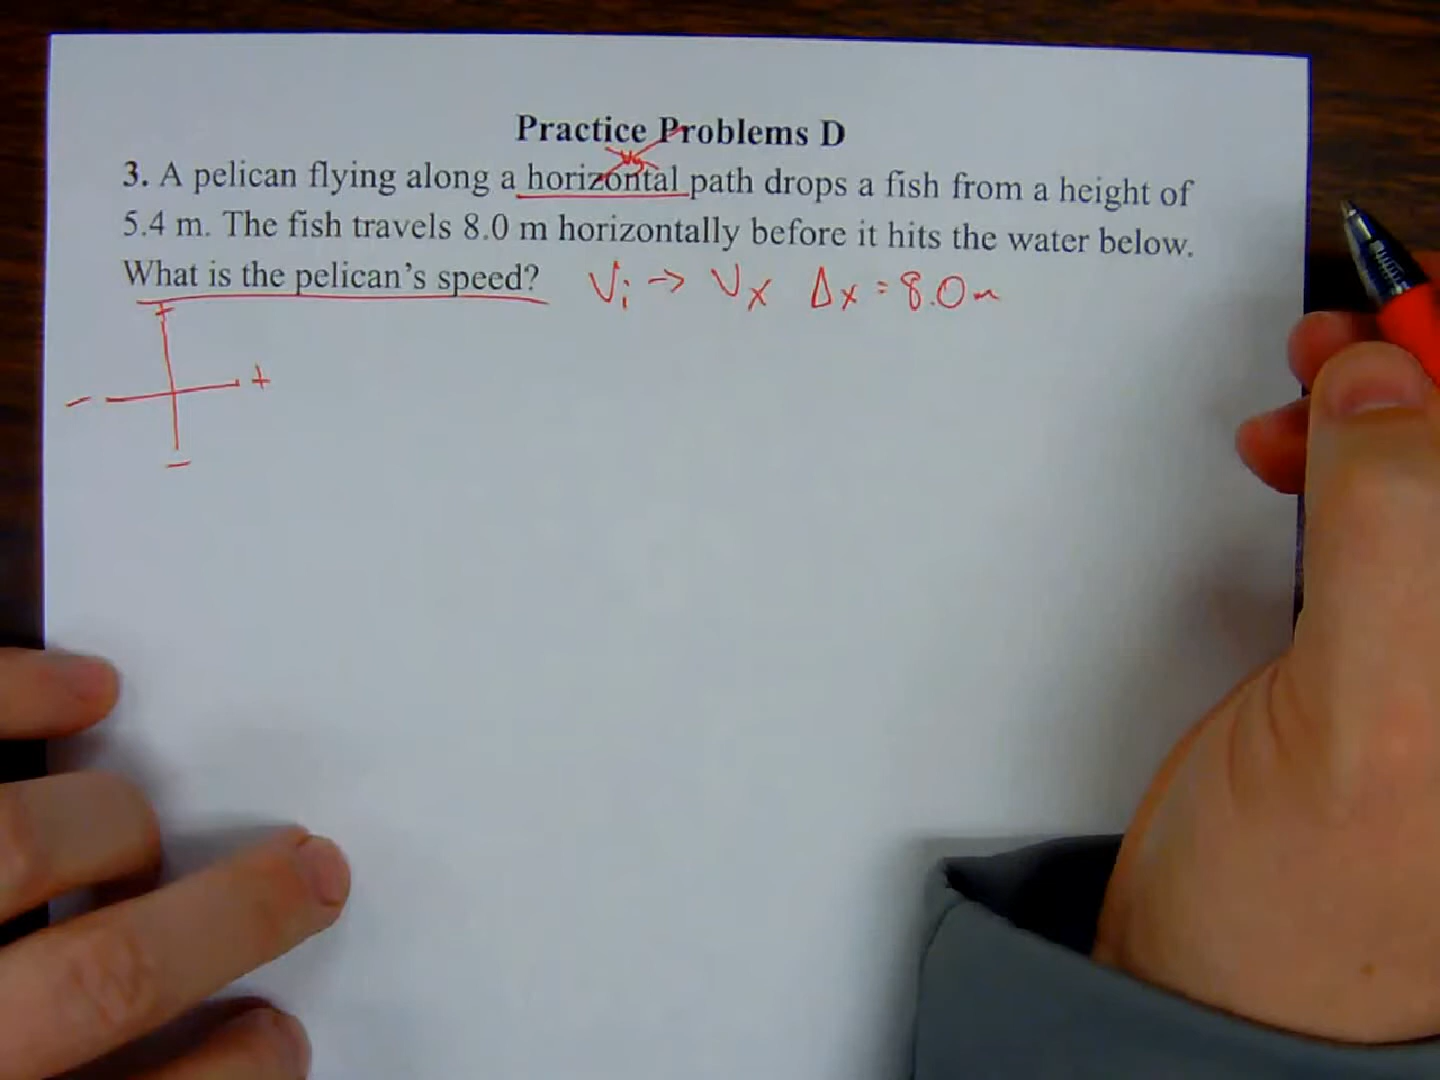 Practice Problems D
3. A pelican flying along a horizontal path drops a fish from a height of
5.4 m. The fish travels 8.0 m horizontally before it hits the water below.
What is the pelican's speed? Vi → Vx Δx = 8.0m
+
- +
-